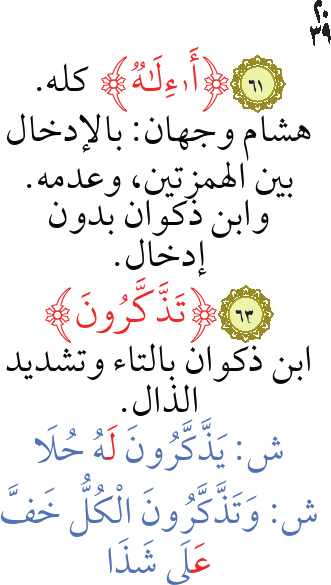 ٢٠
٣٩
٦١ ﴿أَ.ءِلَٰهٌ﴾ كله.
هشام وجهان: بالإدخال
بين الهمزتين، وعدمه.
وابن ذكوان بدون
إدخال.
٦٣ ﴿تَذَّكَّرُونَ﴾
ابن ذكوان بالتاء وتشديد
الذال.
ش: يَذَّكَّرُونَ لَهُ حُلَا
ش: وَتَذَّكَّرُونَ الْكُلُّ خَفَّ
عَلَى شَذَا